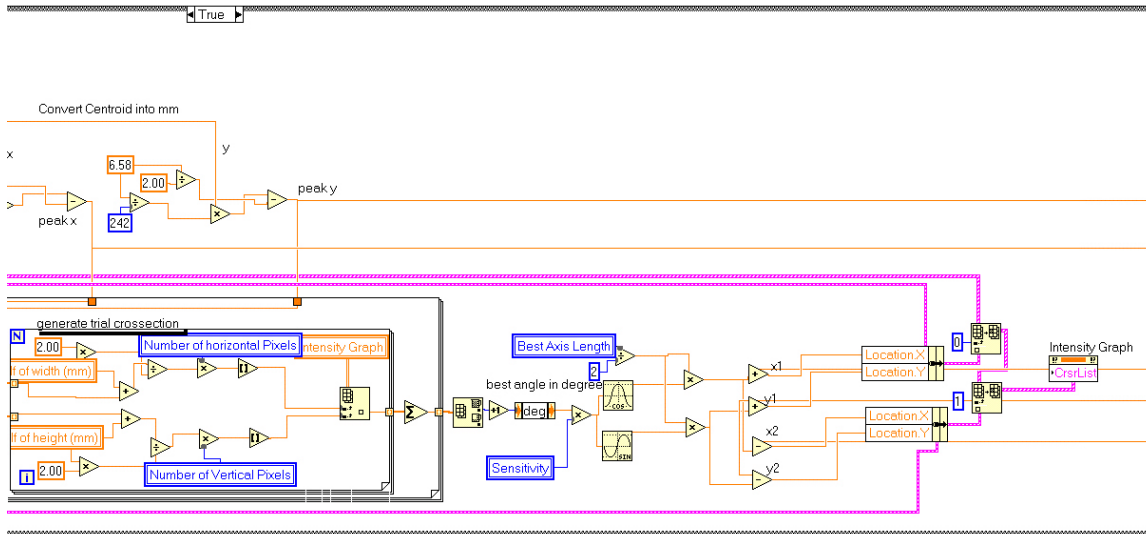 True
Convert Centroid into mm
x
y
6.58
2.00
peak y
peak x
242
generate trial crossection
N
2.00
Number of horizontal Pixels
Intensity Graph
lf of width (mm)
lf of height (mm)
2.00
i
Number of Vertical Pixels
Best Axis Length
2
best angle in degree
deg
+1
COS
SIN
Sensitivity
x1
y1
x2
y2
Location.X
Location.Y
Location.X
Location.Y
0
1
Intensity Graph
CrsrList